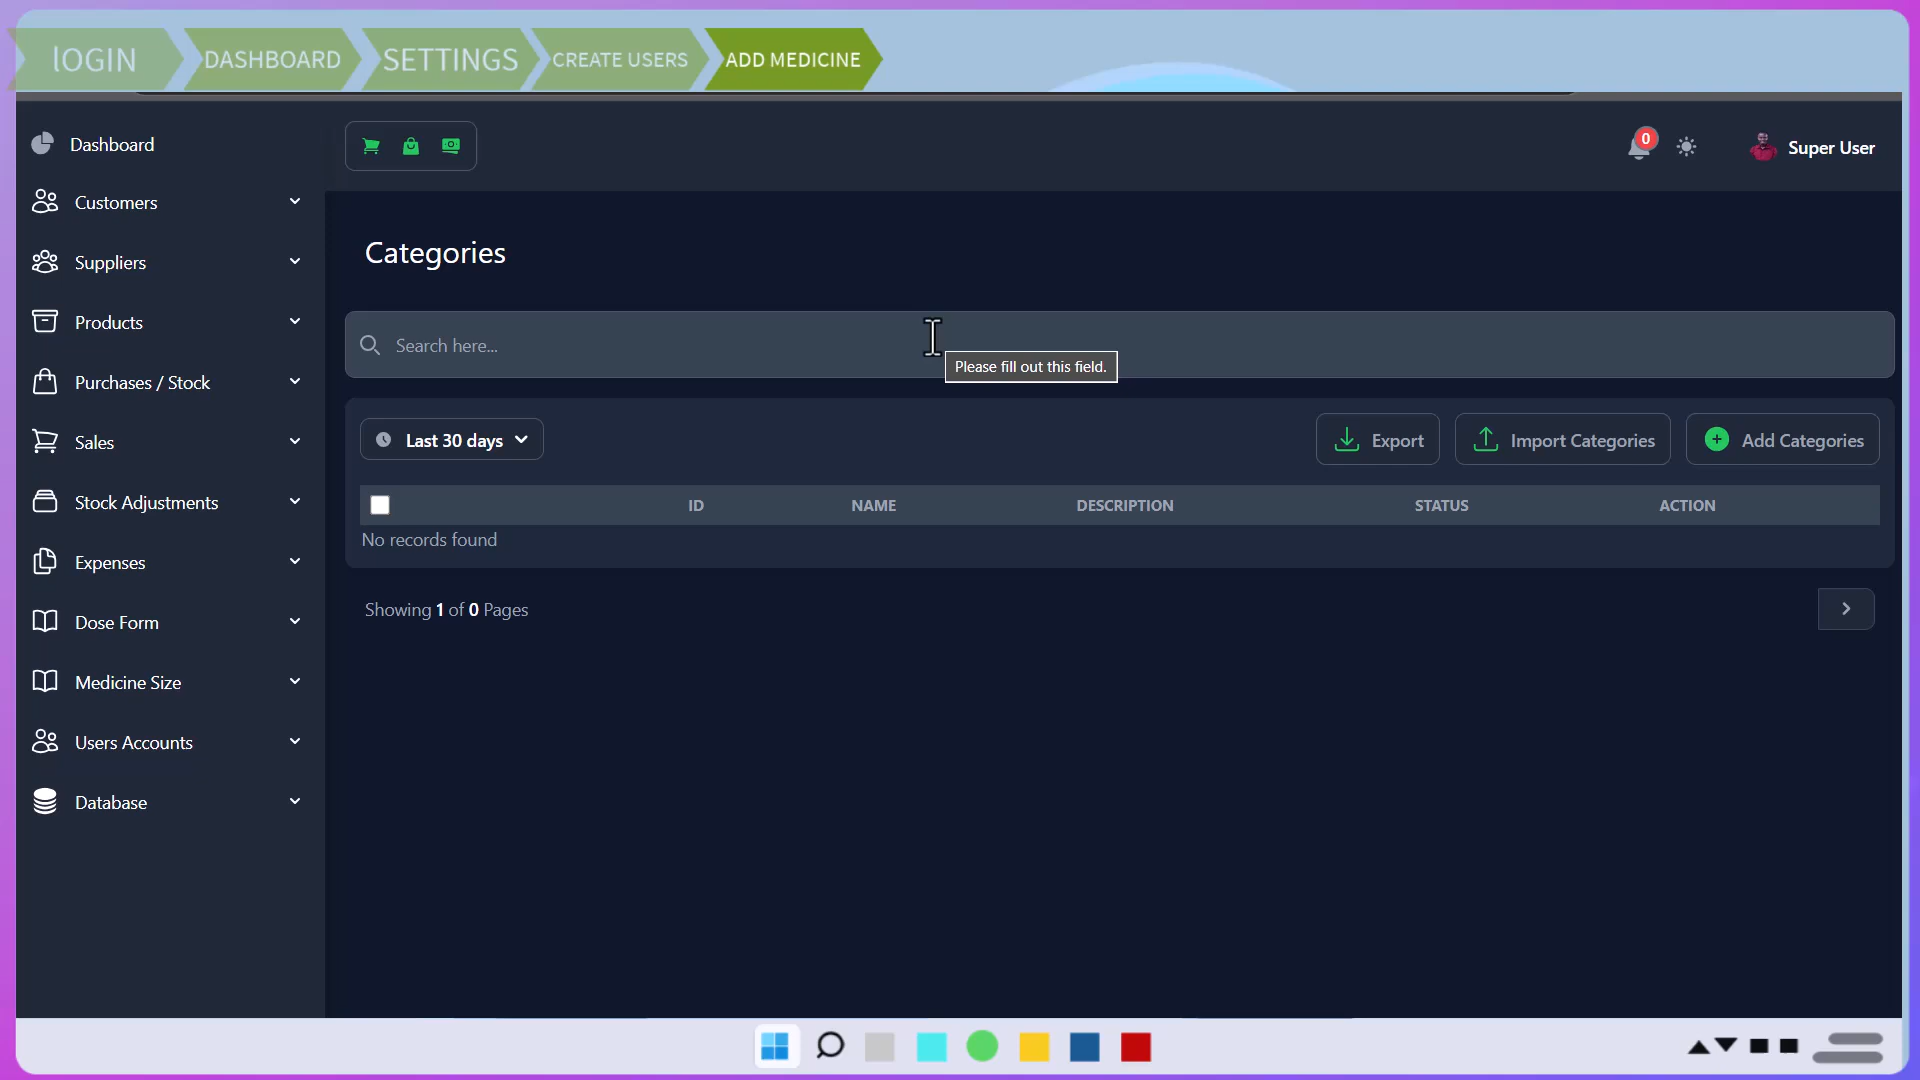 lOGIN
DASHBOARD
SETTINGS
CREATE USERS
ADD MEDICINE
Dashboard
0
Super User
Customers
Suppliers
Products
Purchases / Stock
Sales
Stock Adjustments
Expenses
Dose Form
Medicine Size
Users Accounts
Database
Categories
Search here...
Please fill out this field.
Last 30 days
Export
Import Categories
Add Categories
ID NAME DESCRIPTION STATUS ACTION
No records found
Showing 1 of 0 Pages